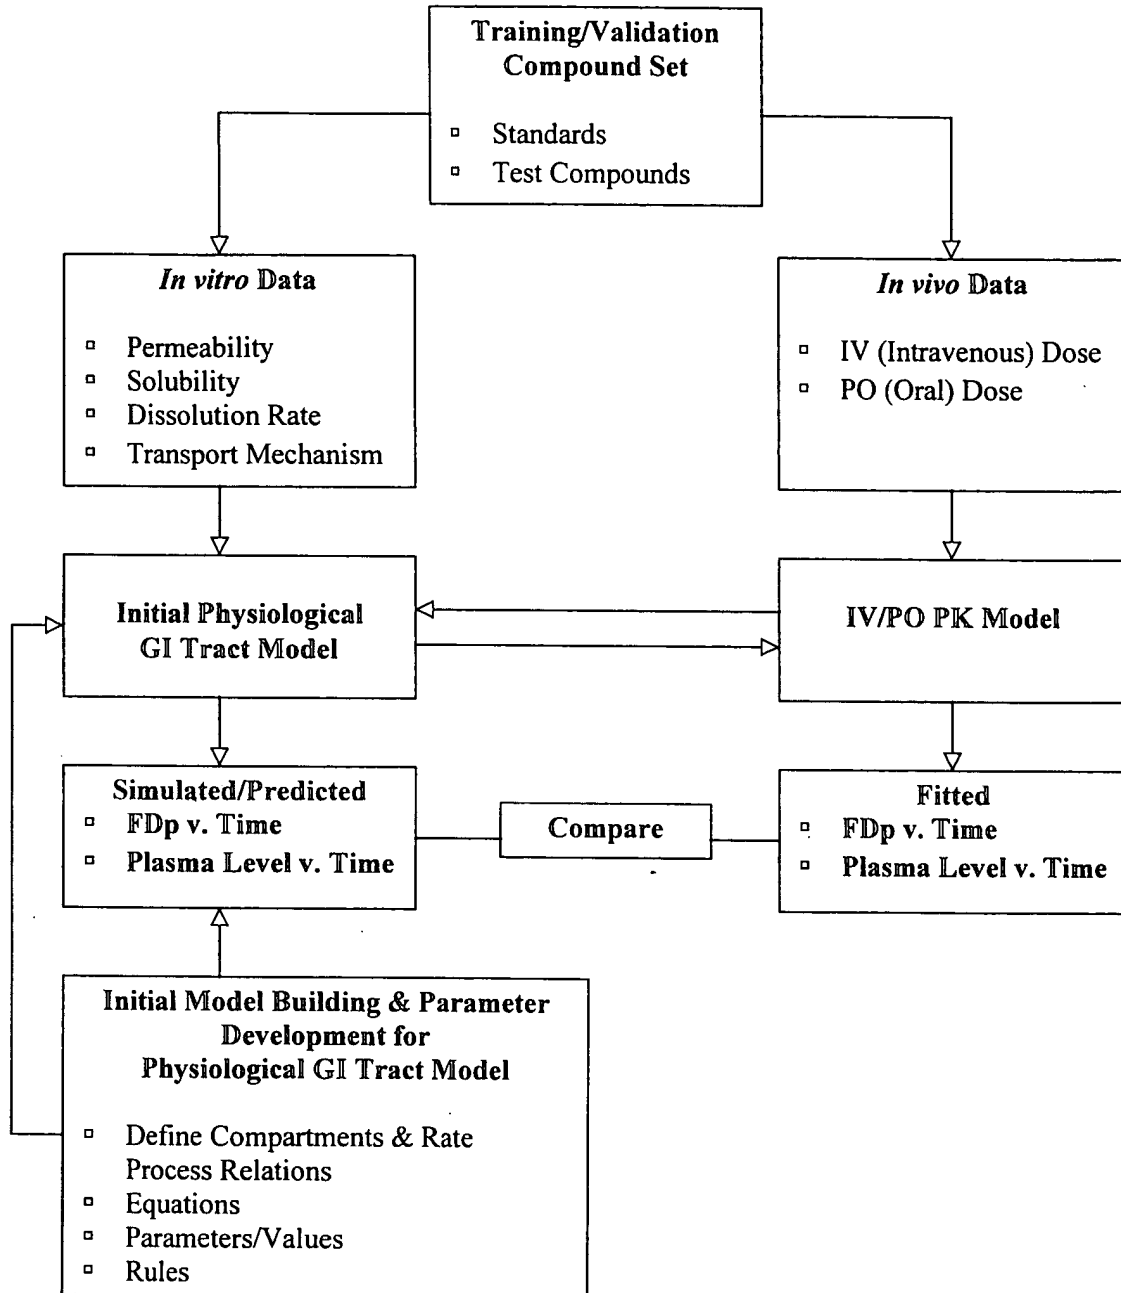 Training/Validation
Compound Set
Standards
Test Compounds
In vitro Data
Permeability
Solubility
Dissolution Rate
Transport Mechanism
In vivo Data
IV (Intravenous) Dose
PO (Oral) Dose
Initial Physiological
GI Tract Model
IV/PO PK Model
Simulated/Predicted
FDp v. Time
Plasma Level v. Time
Compare
Fitted
FDp v. Time
Plasma Level v. Time
Initial Model Building & Parameter
Development for
Physiological GI Tract Model
Define Compartments & Rate
Process Relations
Equations
Parameters/Values
Rules